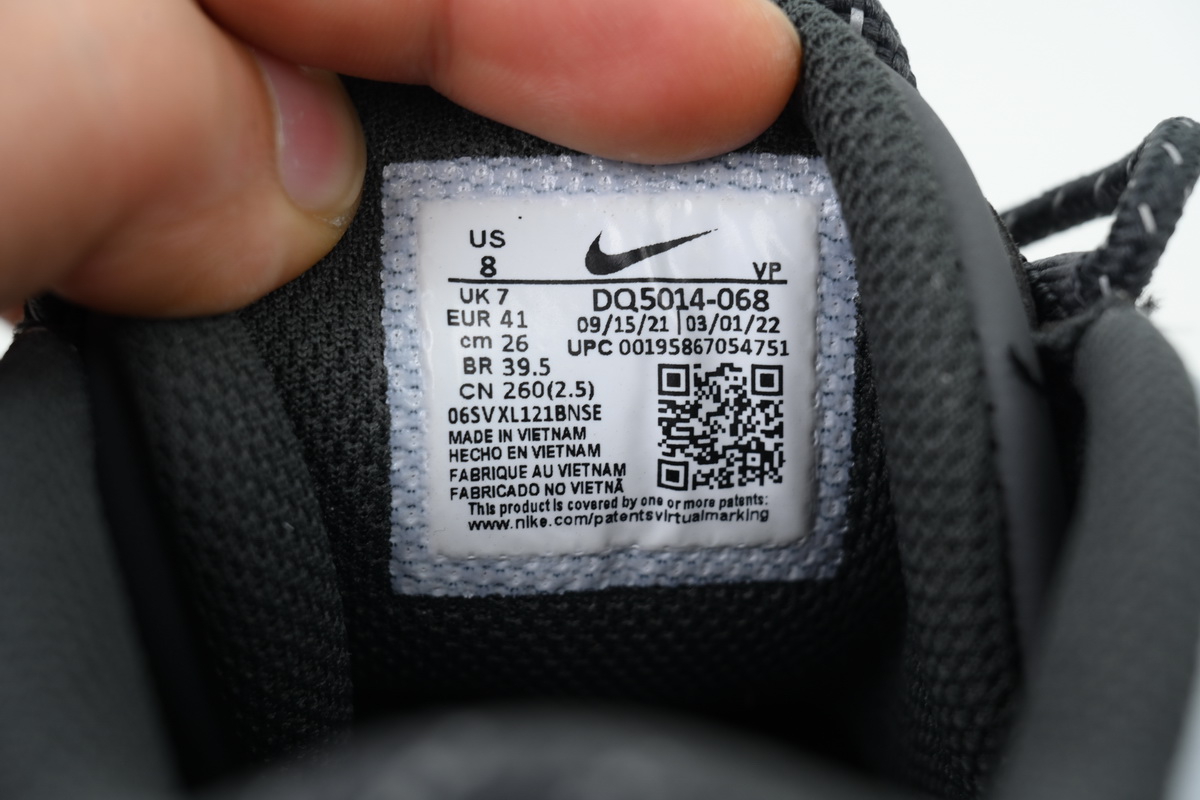 US
8
VP
UK 7
EUR 41
cm 26
BR 39.5
CN 260(2.5)
06SV XL121BNSE
MADE IN VIETNAM
HECHO EN VIETNAM
FABRIQUE AU VIETNAM
FABRICADO NO VIETNÃ
DQ5014-068
09/15/21 | 03/01/22
UPC 00195867054751
This product is covered by one or more patents:
www.nike.com/patentsvirtualmarking